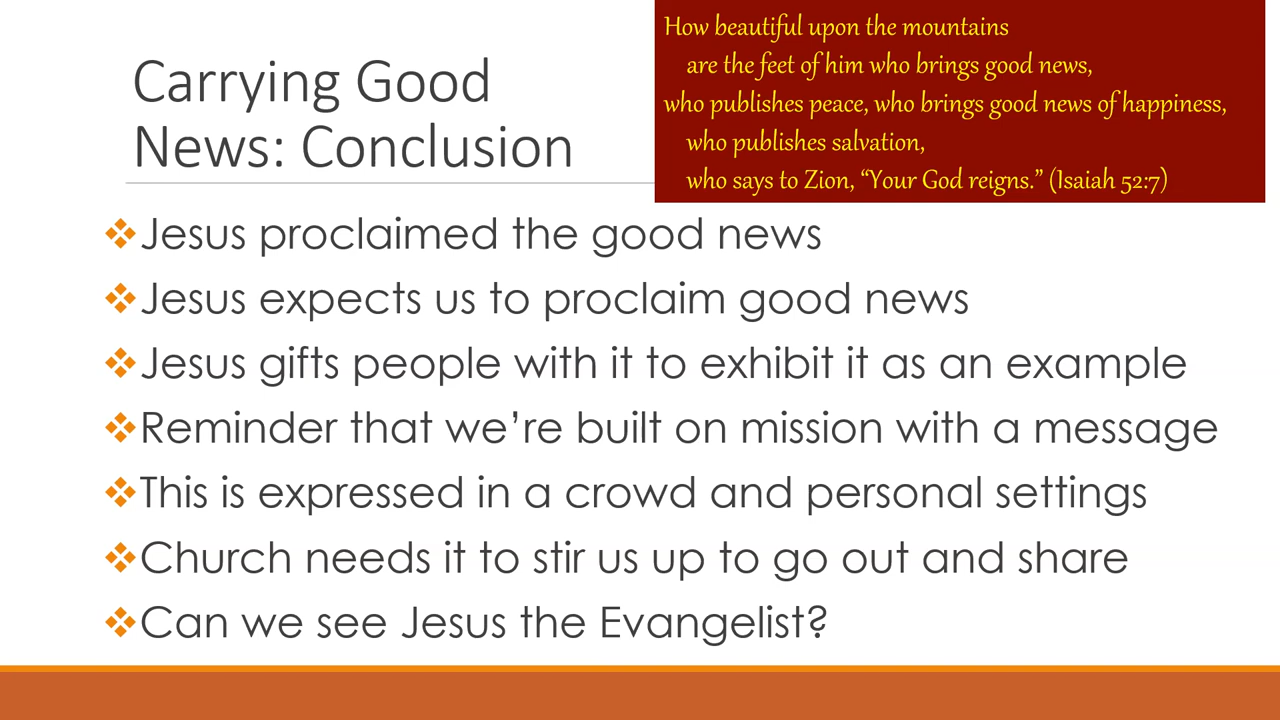 Carrying Good
News: Conclusion
How beautiful upon the mountains
are the feet of him who brings good news,
who publishes peace, who brings good news of happiness,
who publishes salvation,
who says to Zion, “Your God reigns.” (Isaiah 52:7)
Jesus proclaimed the good news
Jesus expects us to proclaim good news
Jesus gifts people with it to exhibit it as an example
Reminder that we’re built on mission with a message
This is expressed in a crowd and personal settings
Church needs it to stir us up to go out and share
Can we see Jesus the Evangelist?